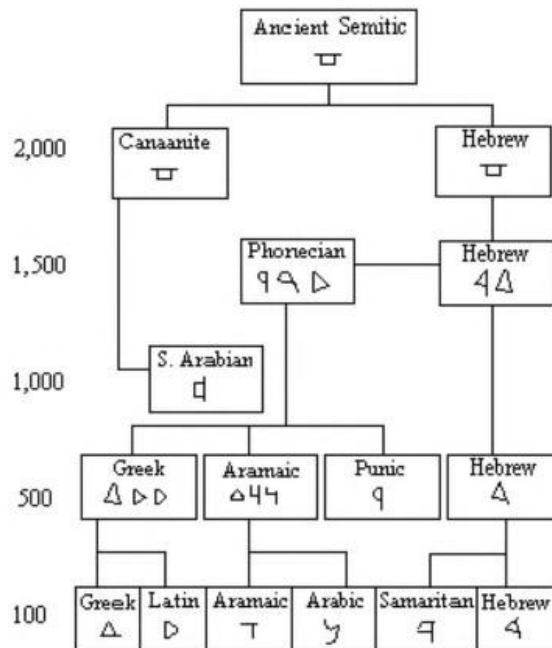 Ancient Semitic
2,000
Canaanite
Hebrew
1,500
Phonecian
Hebrew
1,000
S. Arabian
500
Greek
Aramaic
Punic
Hebrew
100
Greek
Latin
Aramaic
Arabic
Samaritan
Hebrew